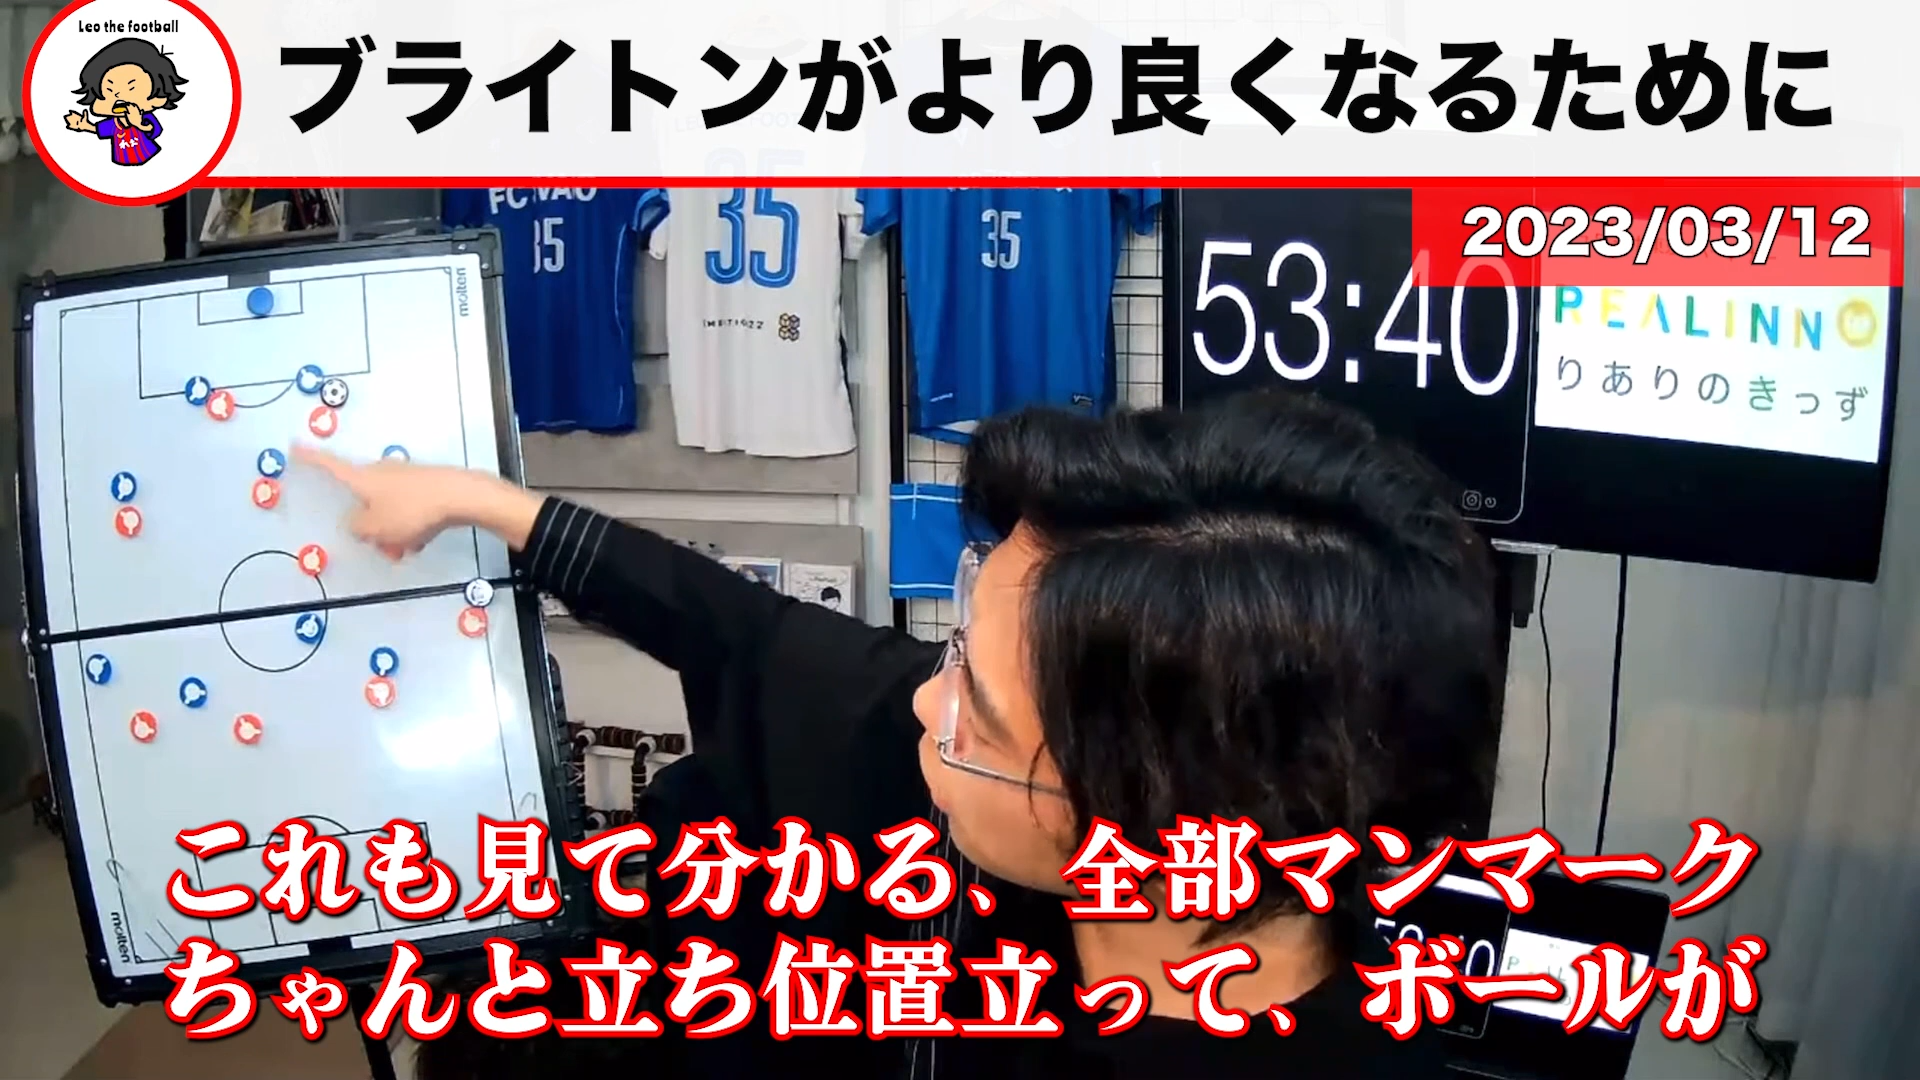 Leo the football
ブライトンがより良くなるために
2023/03/12
35
35
35
53:40
REALINN
りありのきっず
molten
molten
これも見て分かる、全部マンマーク
ちゃんと立ち位置立って、ボールが